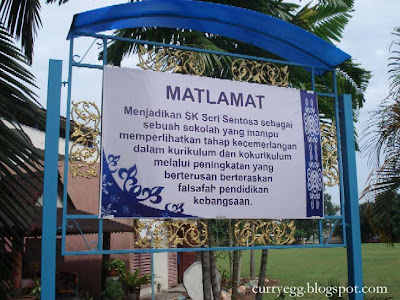 MATLAMAT
Menjadikan SK Seri Sentosa sebagai
sebuah sekolah yang mampu
memperlihatkan tahap kecemerlangan
dalam kurikulum dan kokurikulum
melalui peningkatan yang
berterusan berteraskan
falsafah pendidikan
kebangsaan.
curryegg.blogspot.com